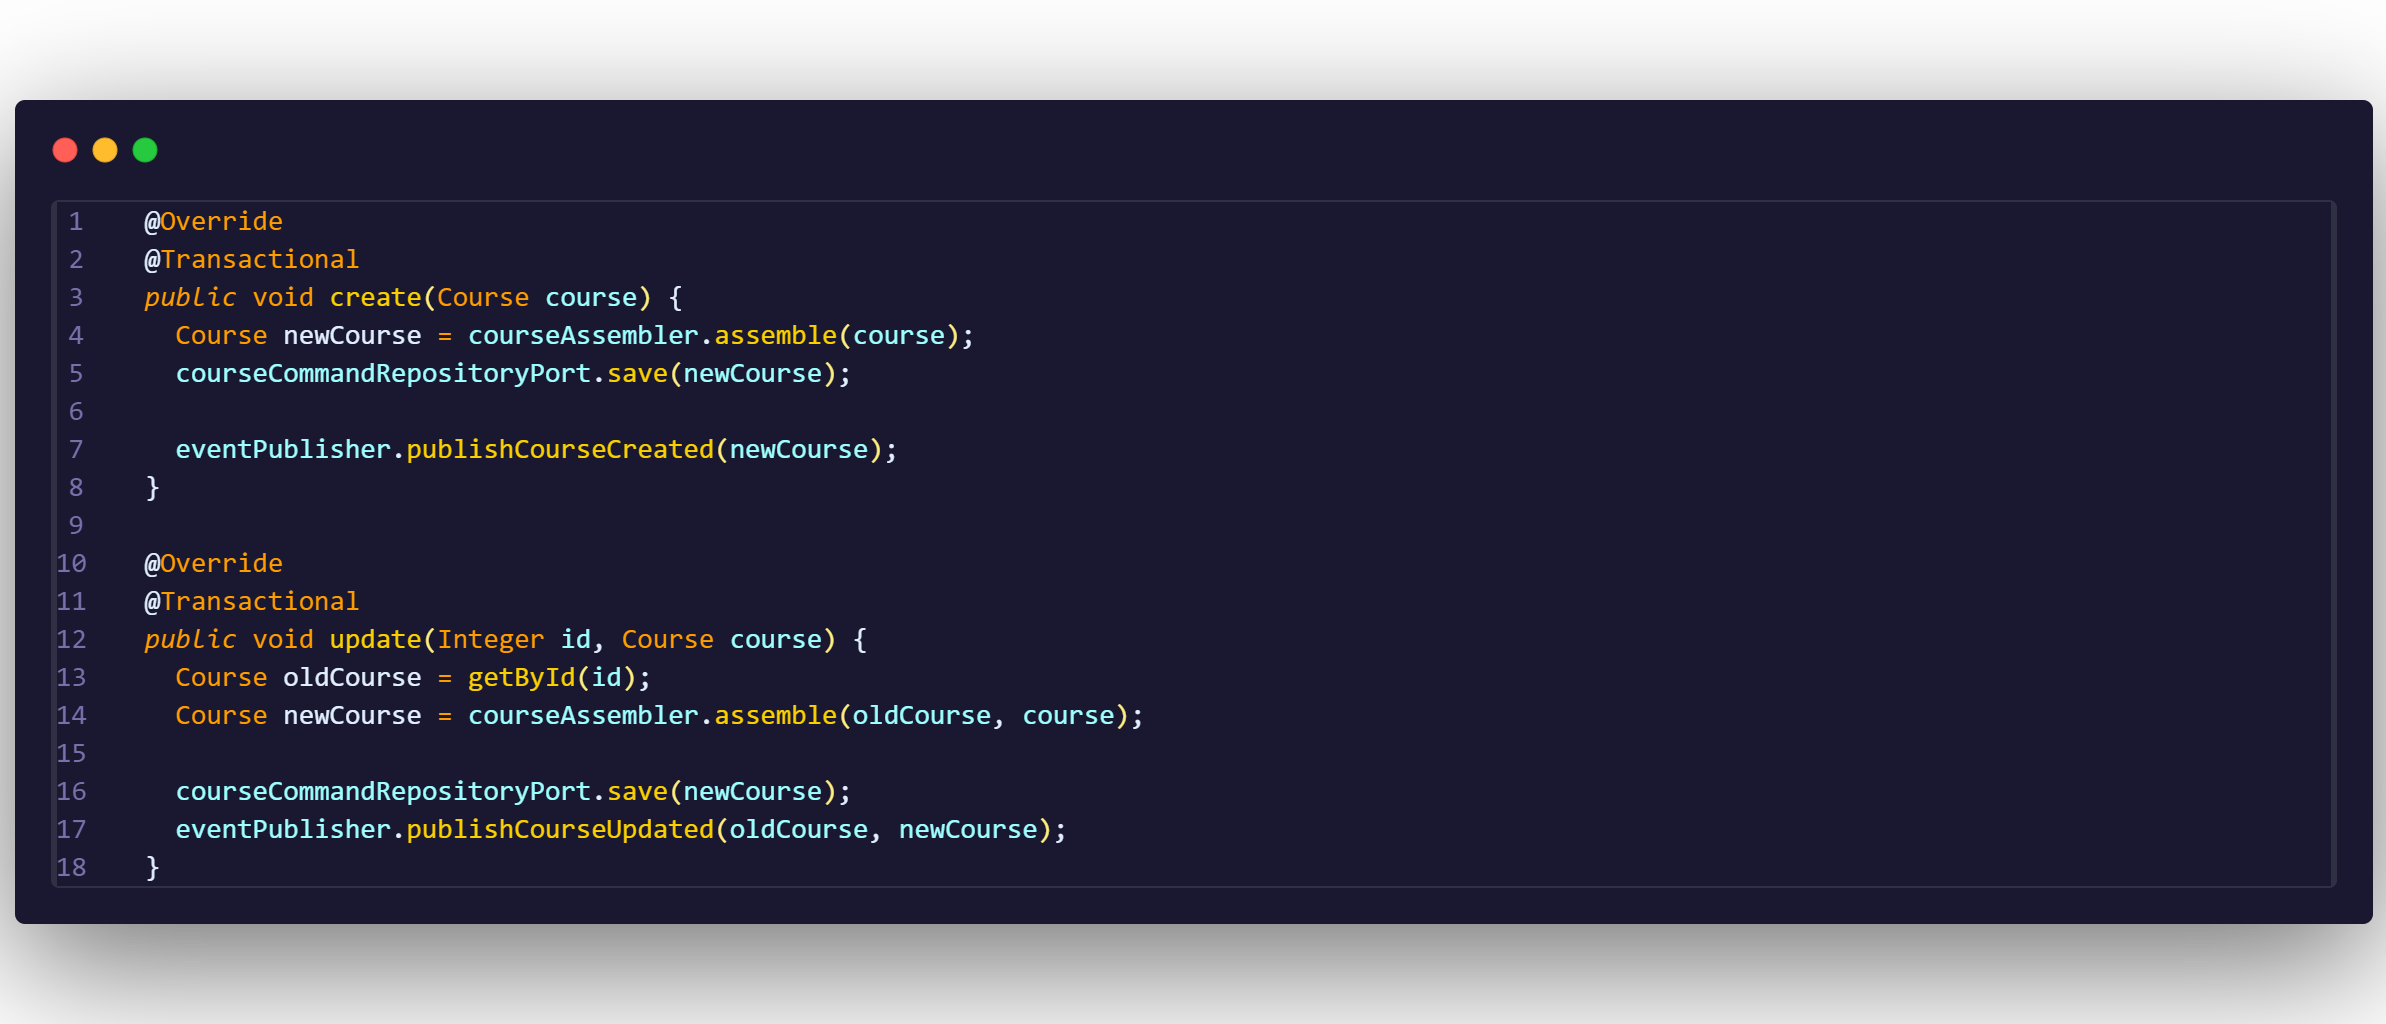 1 @Override
2 @Transactional
3 public void create(Course course) {
4 Course newCourse = courseAssembler.assemble(course);
5 courseCommandRepositoryPort.save(newCourse);
6
7 eventPublisher.publishCourseCreated(newCourse);
8 }
9
10 @Override
11 @Transactional
12 public void update(Integer id, Course course) {
13 Course oldCourse = getById(id);
14 Course newCourse = courseAssembler.assemble(oldCourse, course);
15
16 courseCommandRepositoryPort.save(newCourse);
17 eventPublisher.publishCourseUpdated(oldCourse, newCourse);
18 }